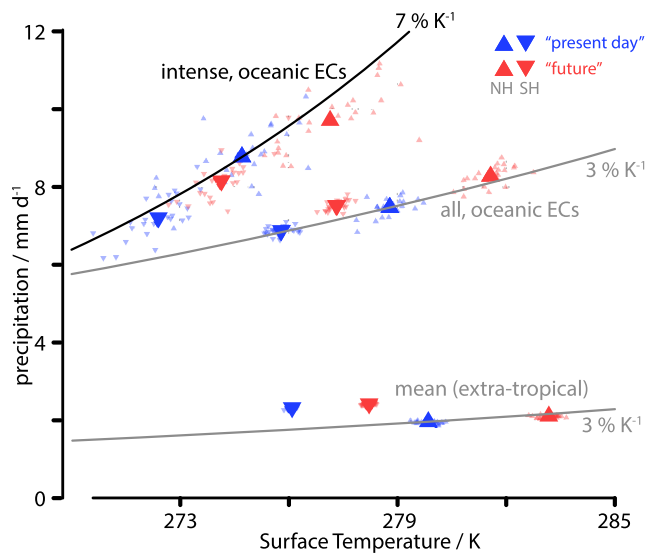 12
7 % K-1
"present day"
"future"
NH SH
intense, oceanic ECs
8
3 % K-1
all, oceanic ECs
precipitation / mm d-1
4
mean (extra-tropical)
3 % K-1
0
273
279
285
Surface Temperature / K